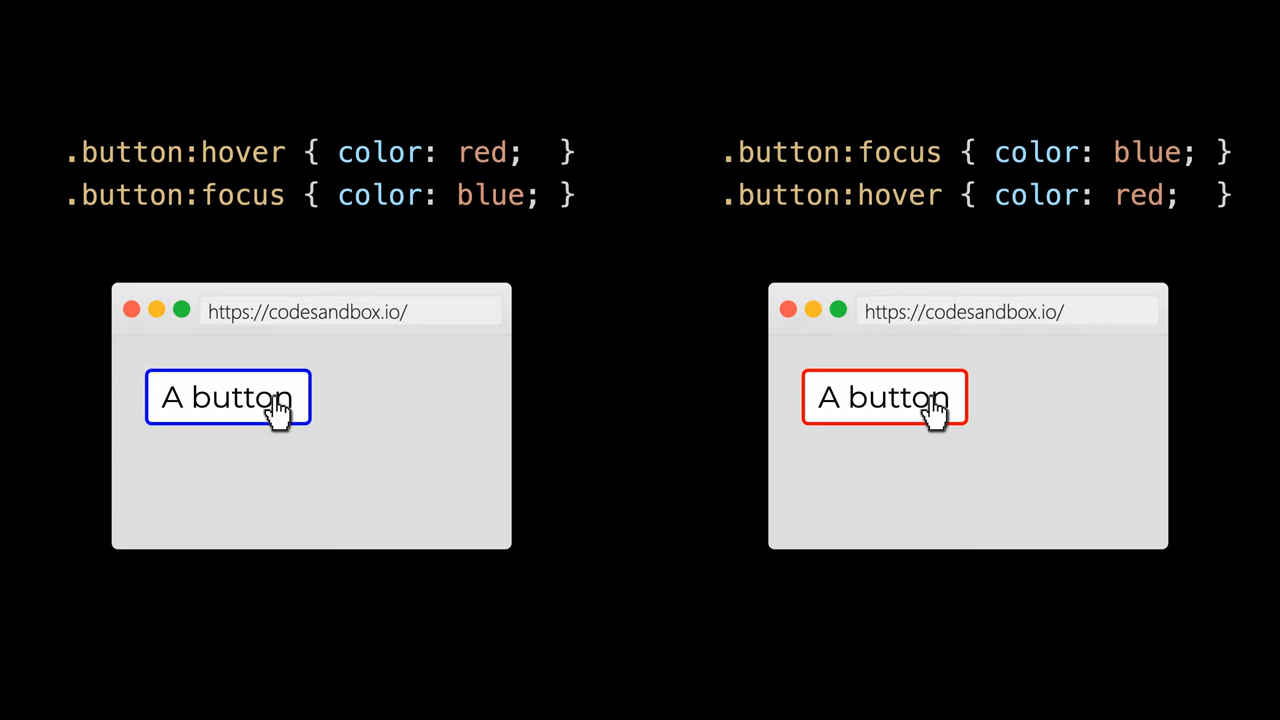 .button:hover { color: red;  }
.button:focus { color: blue; }
.button:focus { color: blue; }
.button:hover { color: red;  }
https://codesandbox.io/
A button
https://codesandbox.io/
A button